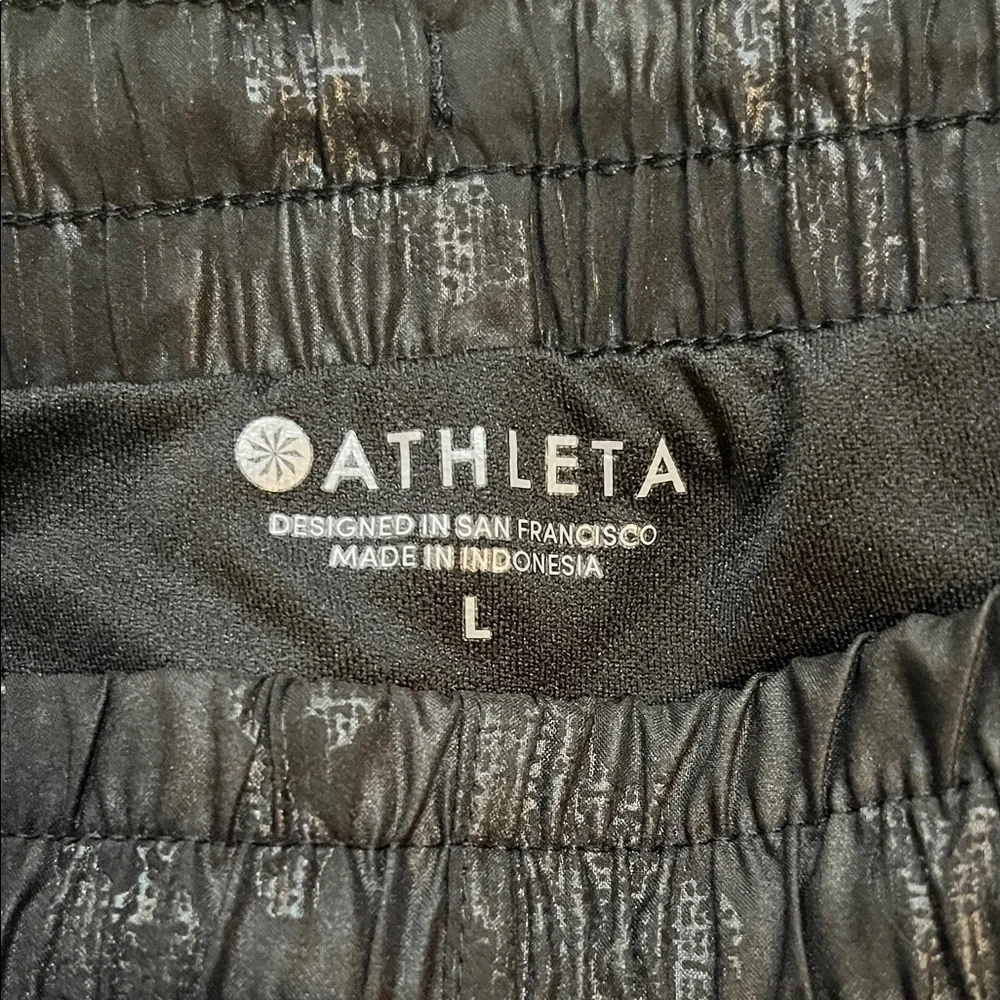 ATHLETA
DESIGNED IN SAN FRANCISCO
MADE IN INDONESIA
L